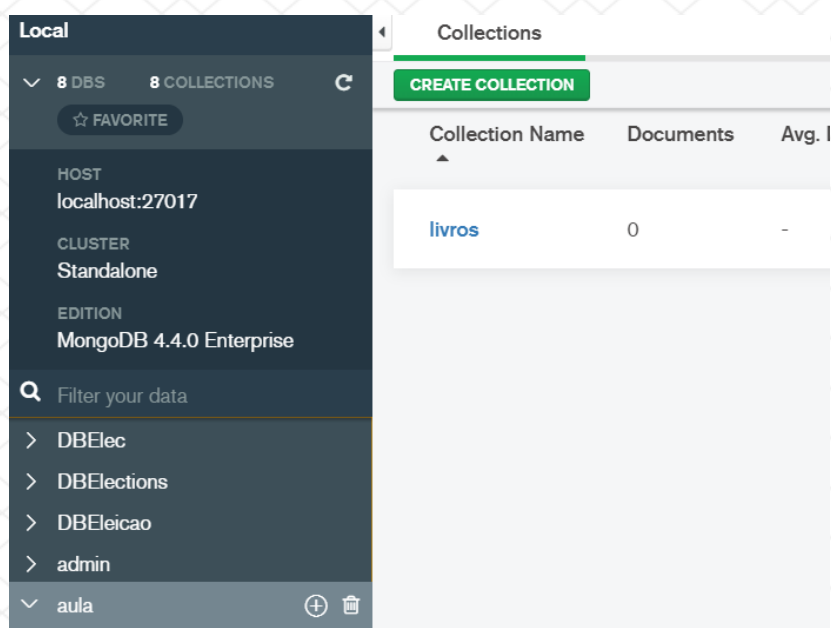 Local
8 DBS 8 COLLECTIONS
FAVORITE
HOST
localhost:27017
CLUSTER
Standalone
EDITION
MongoDB 4.4.0 Enterprise
Filter your data
DBElec
DBElections
DBEleicao
admin
aula
Collections
CREATE COLLECTION
Collection Name Documents Avg.
livros 0 -